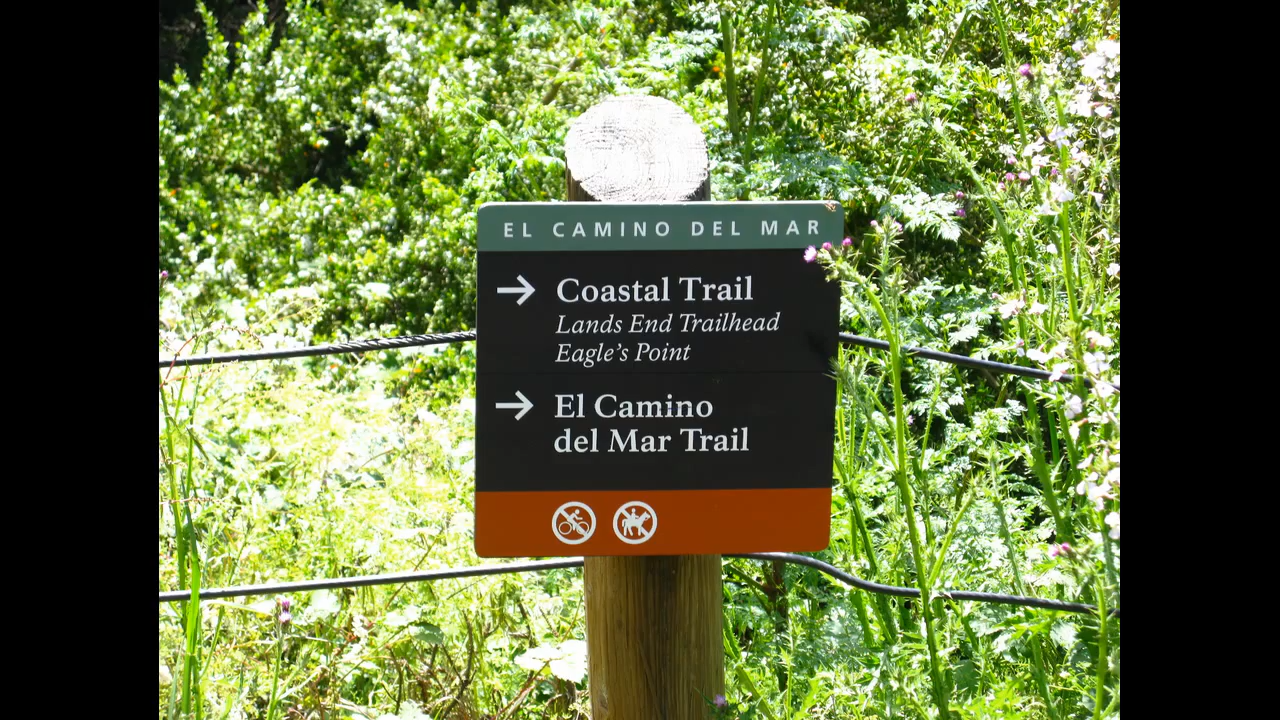 EL CAMINO DEL MAR
→ Coastal Trail
Lands End Trailhead
Eagle's Point
→ El Camino
del Mar Trail